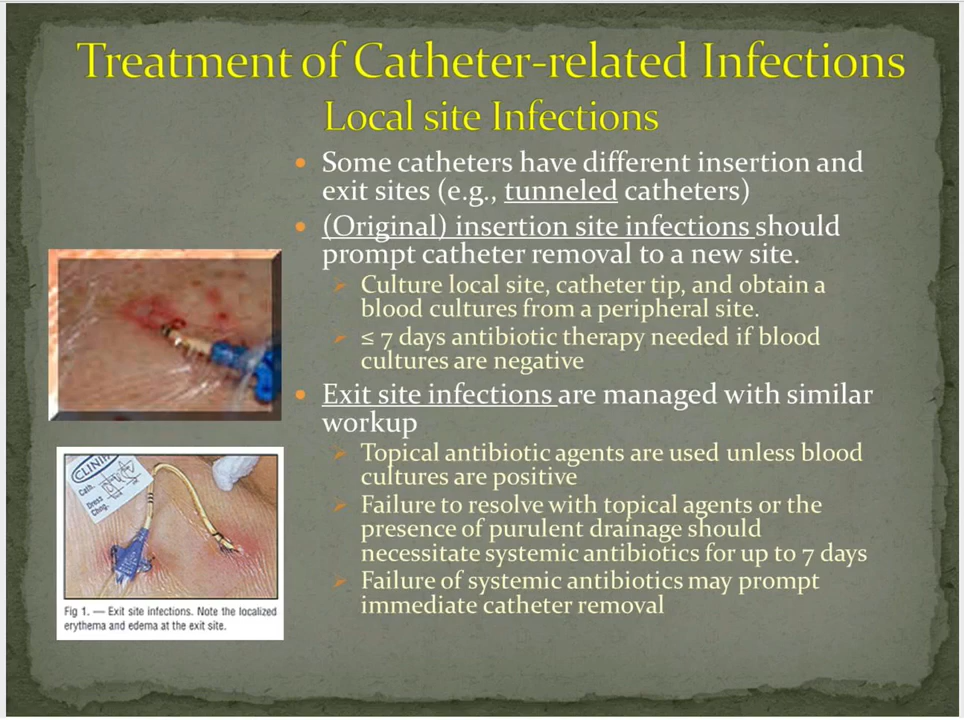 Treatment of Catheter-related Infections
Local site Infections
Some catheters have different insertion and
exit sites (e.g., tunneled catheters)
(Original) insertion site infections should
prompt catheter removal to a new site.
Culture local site, catheter tip, and obtain a
blood cultures from a peripheral site.
≤ 7 days antibiotic therapy needed if blood
cultures are negative
Exit site infections are managed with similar
workup
Topical antibiotic agents are used unless blood
cultures are positive
Failure to resolve with topical agents or the
presence of purulent drainage should
necessitate systemic antibiotics for up to 7 days
Failure of systemic antibiotics may prompt
immediate catheter removal
CLINI
Cath.
Dress
Chng.
Fig 1. — Exit site infections. Note the localized
erythema and edema at the exit site.